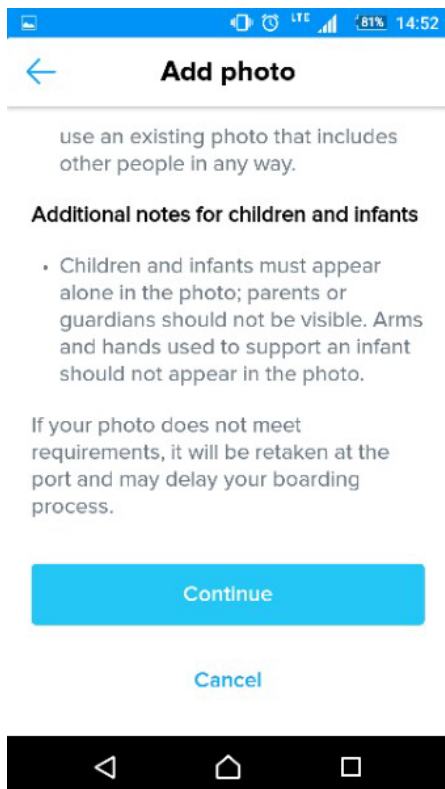 LTE 81% 14:52
Add photo
use an existing photo that includes
other people in any way.
Additional notes for children and infants
• Children and infants must appear
alone in the photo; parents or
guardians should not be visible. Arms
and hands used to support an infant
should not appear in the photo.
If your photo does not meet
requirements, it will be retaken at the
port and may delay your boarding
process.
Continue
Cancel